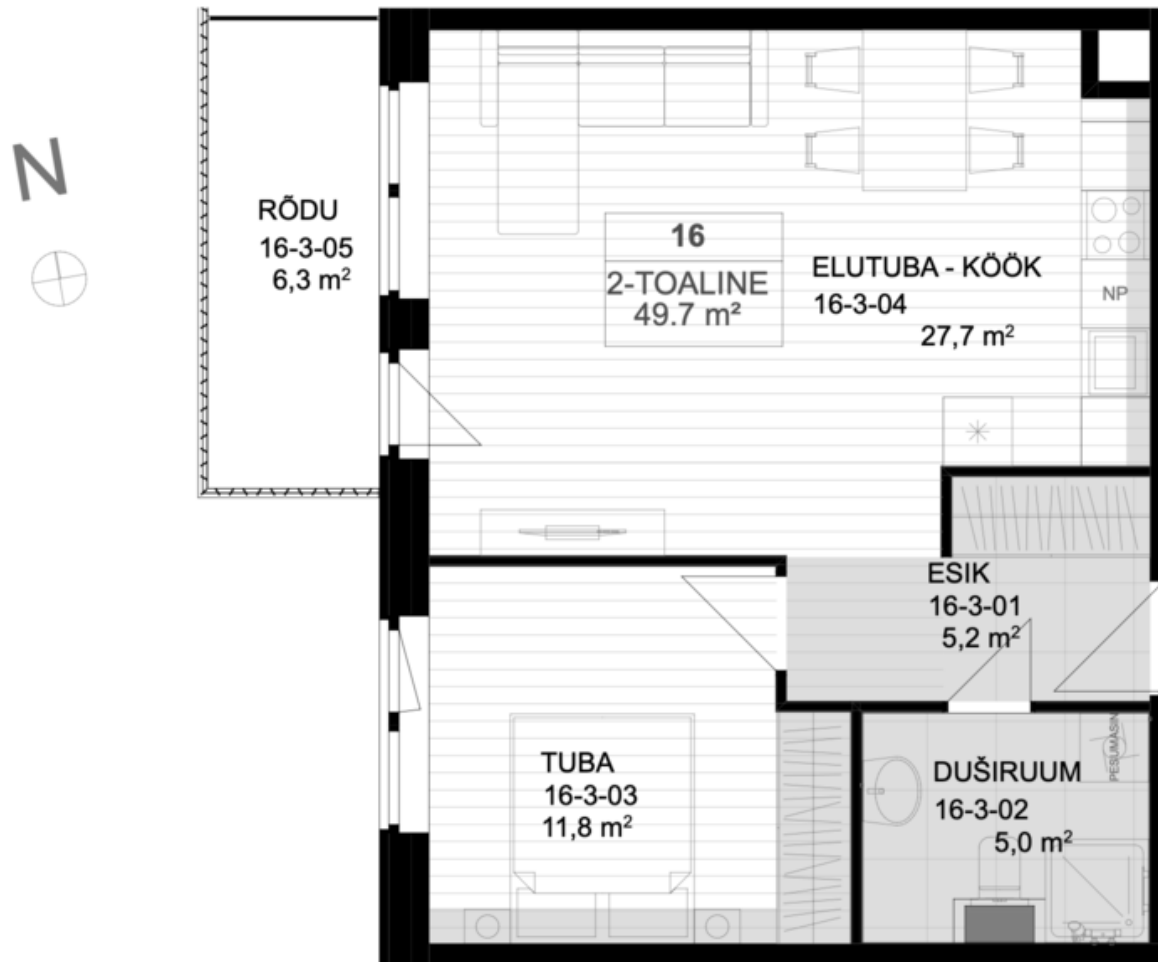 N
RÕDU
16-3-05
6,3 m²
16
2-TOALINE
49.7 m²
ELUTUBA - KÖÖK
16-3-04
27,7 m²
NP
ESIK
16-3-01
5,2 m²
TUBA
16-3-03
11,8 m²
DUŠIRUUM
16-3-02
5,0 m²
PESUMASIN